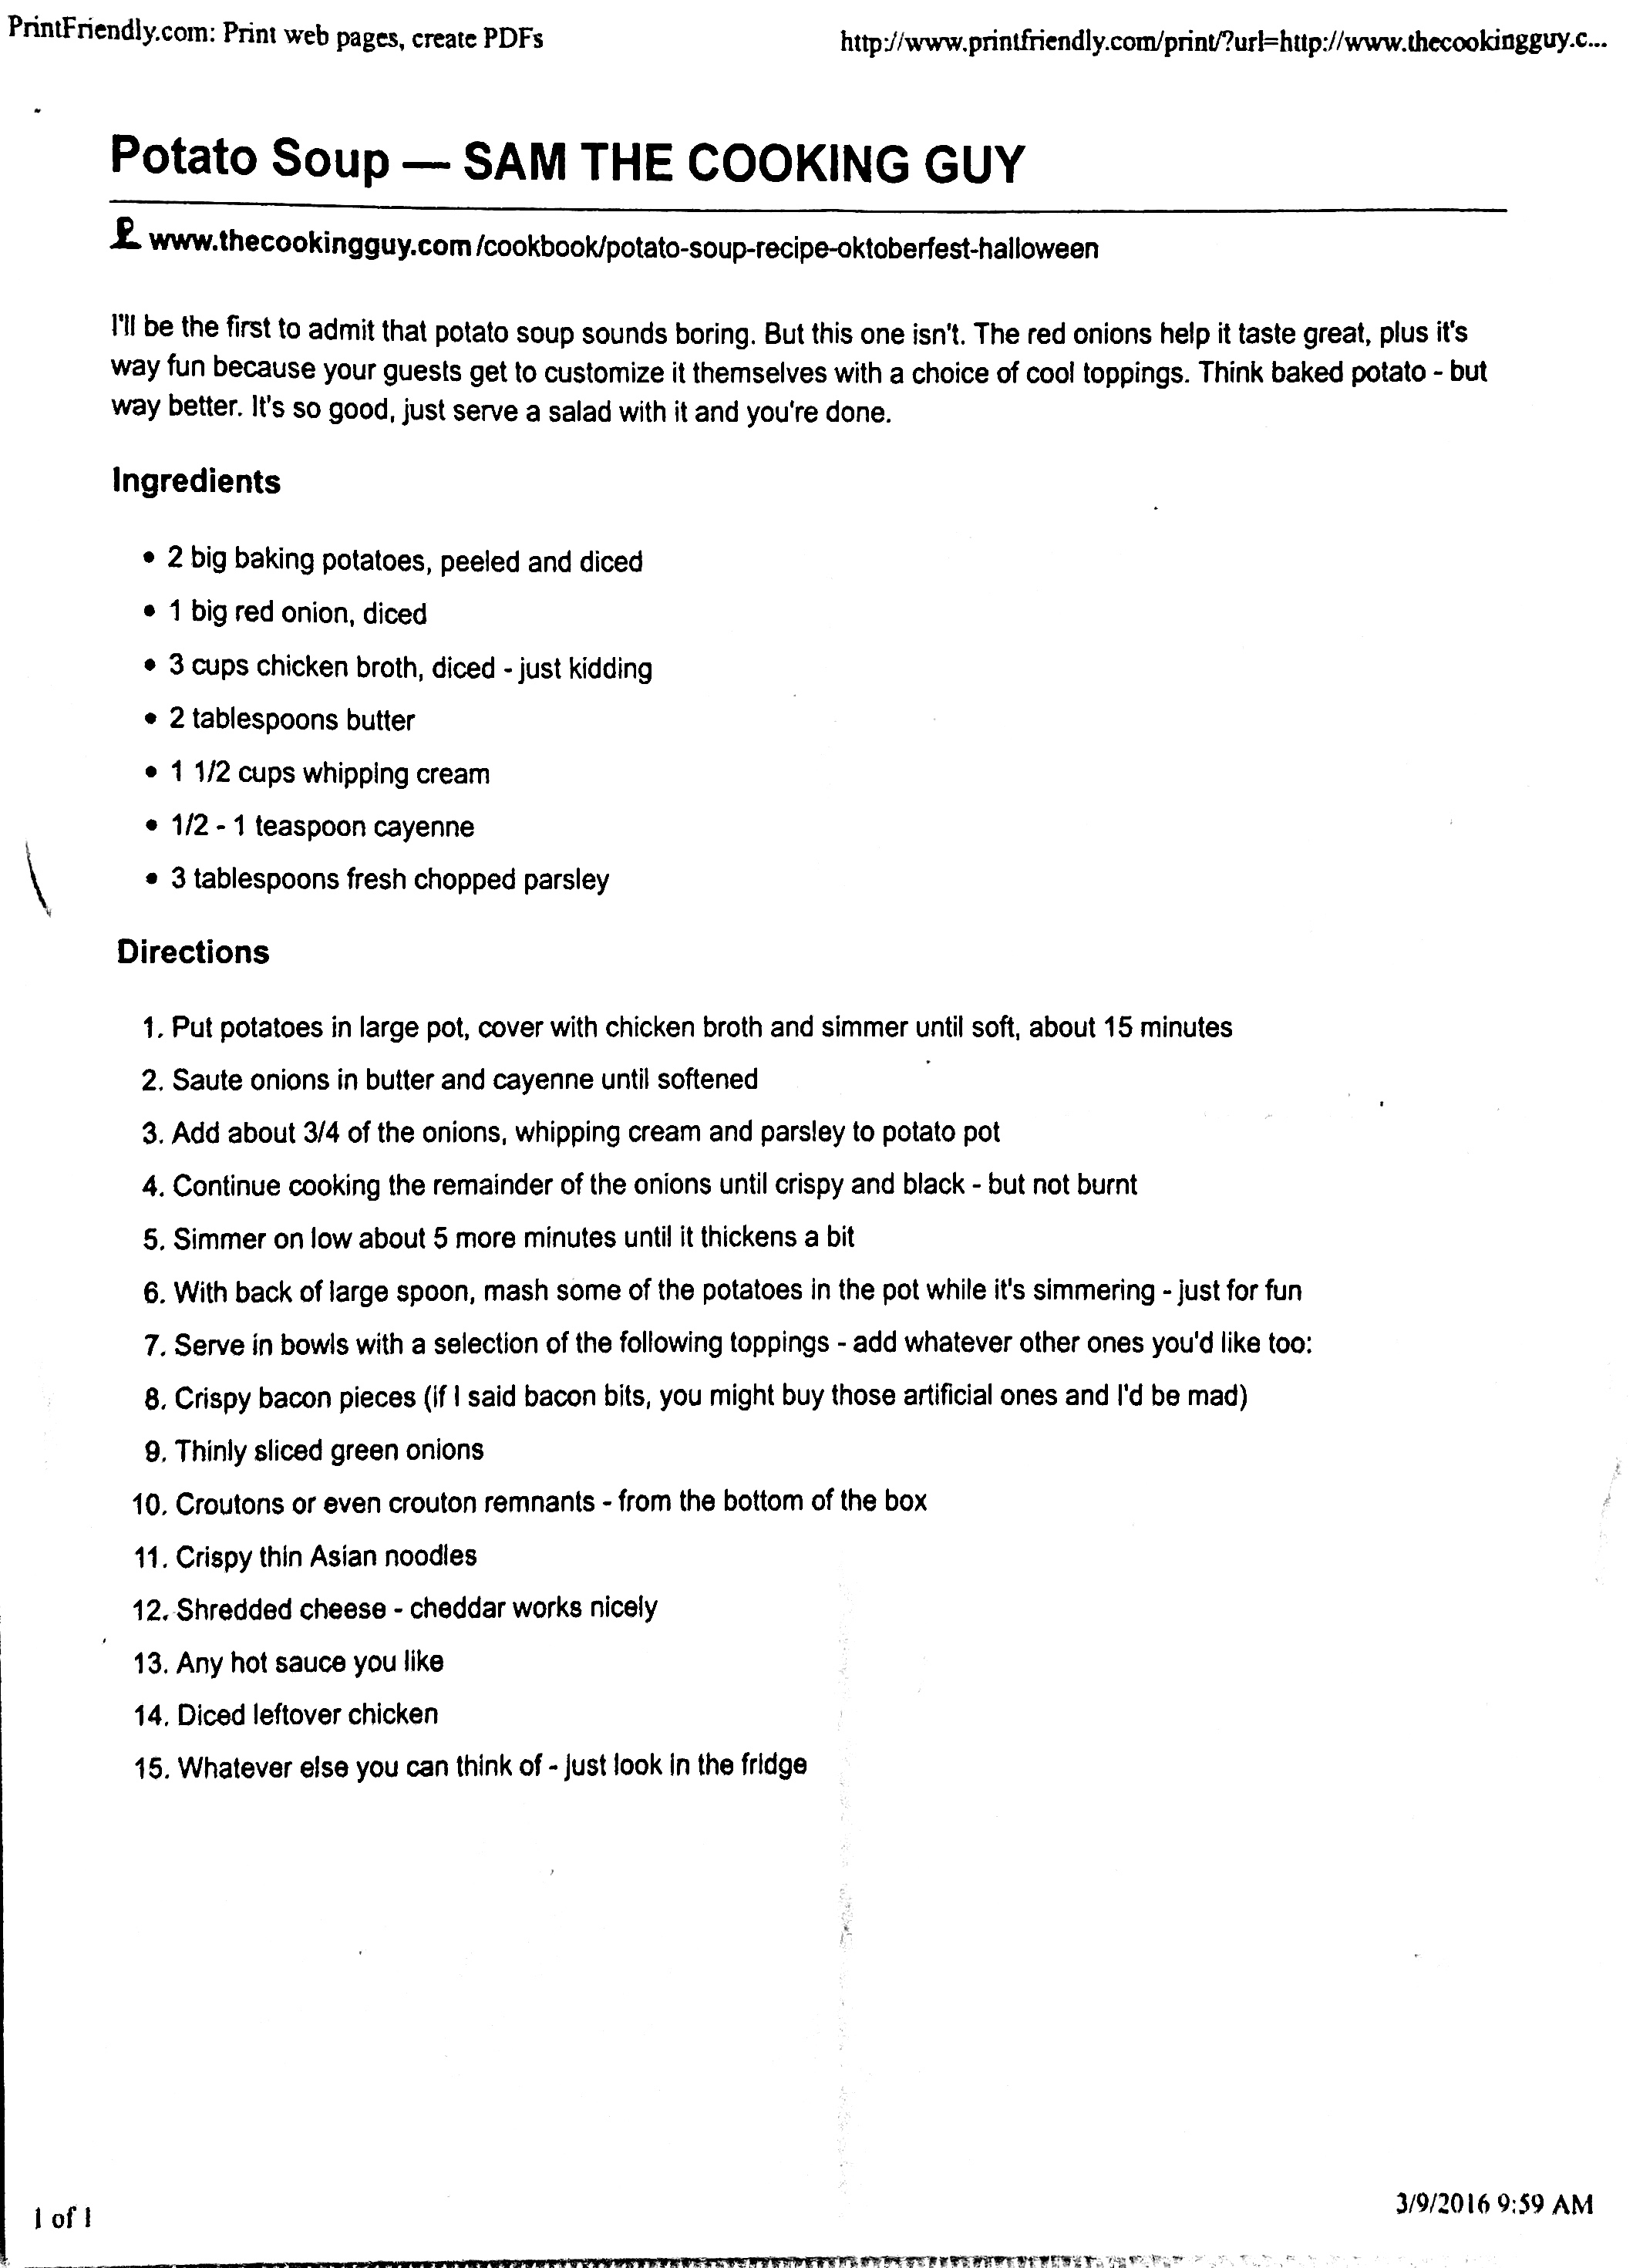 PrintFriendly.com: Print web pages, create PDFs
http://www.printfriendly.com/print/?url=http://www.thecookingguy.c...
Potato Soup — SAM THE COOKING GUY
www.thecookingguy.com/cookbook/potato-soup-recipe-oktoberfest-halloween
I'll be the first to admit that potato soup sounds boring. But this one isn't. The red onions help it taste great, plus it's
way fun because your guests get to customize it themselves with a choice of cool toppings. Think baked potato - but
way better. It's so good, just serve a salad with it and you're done.
Ingredients
• 2 big baking potatoes, peeled and diced
• 1 big red onion, diced
• 3 cups chicken broth, diced - just kidding
• 2 tablespoons butter
• 1 1/2 cups whipping cream
• 1/2 - 1 teaspoon cayenne
• 3 tablespoons fresh chopped parsley
Directions
1. Put potatoes in large pot, cover with chicken broth and simmer until soft, about 15 minutes
2. Saute onions in butter and cayenne until softened
3. Add about 3/4 of the onions, whipping cream and parsley to potato pot
4. Continue cooking the remainder of the onions until crispy and black - but not burnt
5. Simmer on low about 5 more minutes until it thickens a bit
6. With back of large spoon, mash some of the potatoes in the pot while it's simmering - just for fun
7. Serve in bowls with a selection of the following toppings - add whatever other ones you'd like too:
8. Crispy bacon pieces (if I said bacon bits, you might buy those artificial ones and I'd be mad)
9. Thinly sliced green onions
10. Croutons or even crouton remnants - from the bottom of the box
11. Crispy thin Asian noodles
12. Shredded cheese - cheddar works nicely
13. Any hot sauce you like
14. Diced leftover chicken
15. Whatever else you can think of - just look in the fridge
1 of 1
3/9/2016 9:59 AM